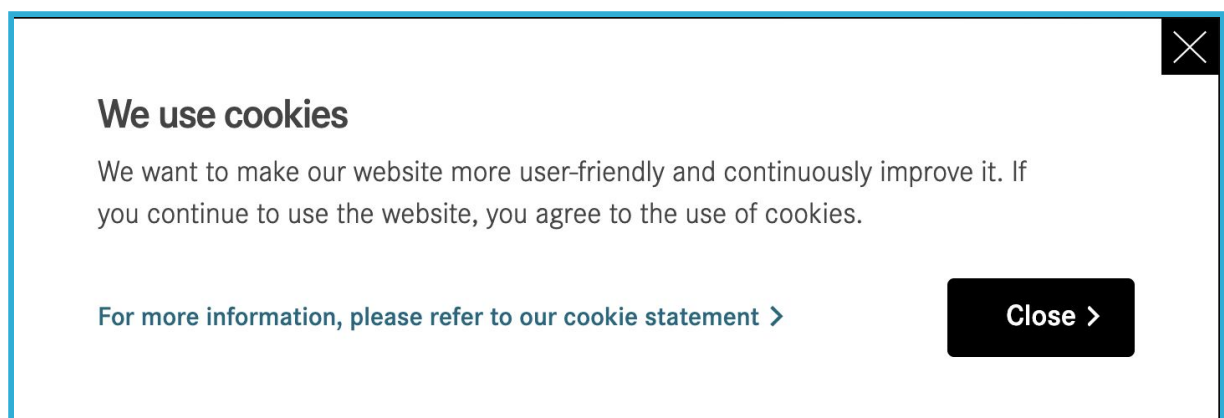 We use cookies
We want to make our website more user-friendly and continuously improve it. If
you continue to use the website, you agree to the use of cookies.
For more information, please refer to our cookie statement >
Close >